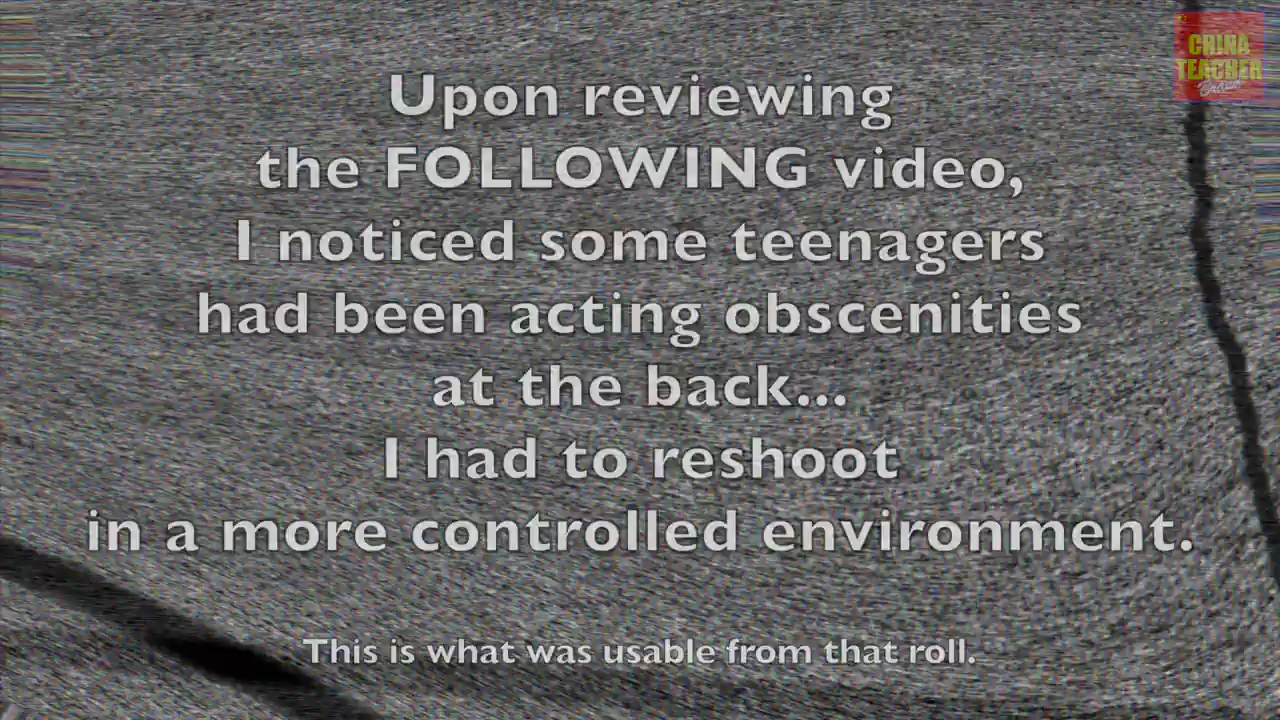 CHINA
TEACHER
Upon reviewing
the FOLLOWING video,
I noticed some teenagers
had been acting obscenities
at the back...
I had to reshoot
in a more controlled environment.
This is what was usable from that roll.